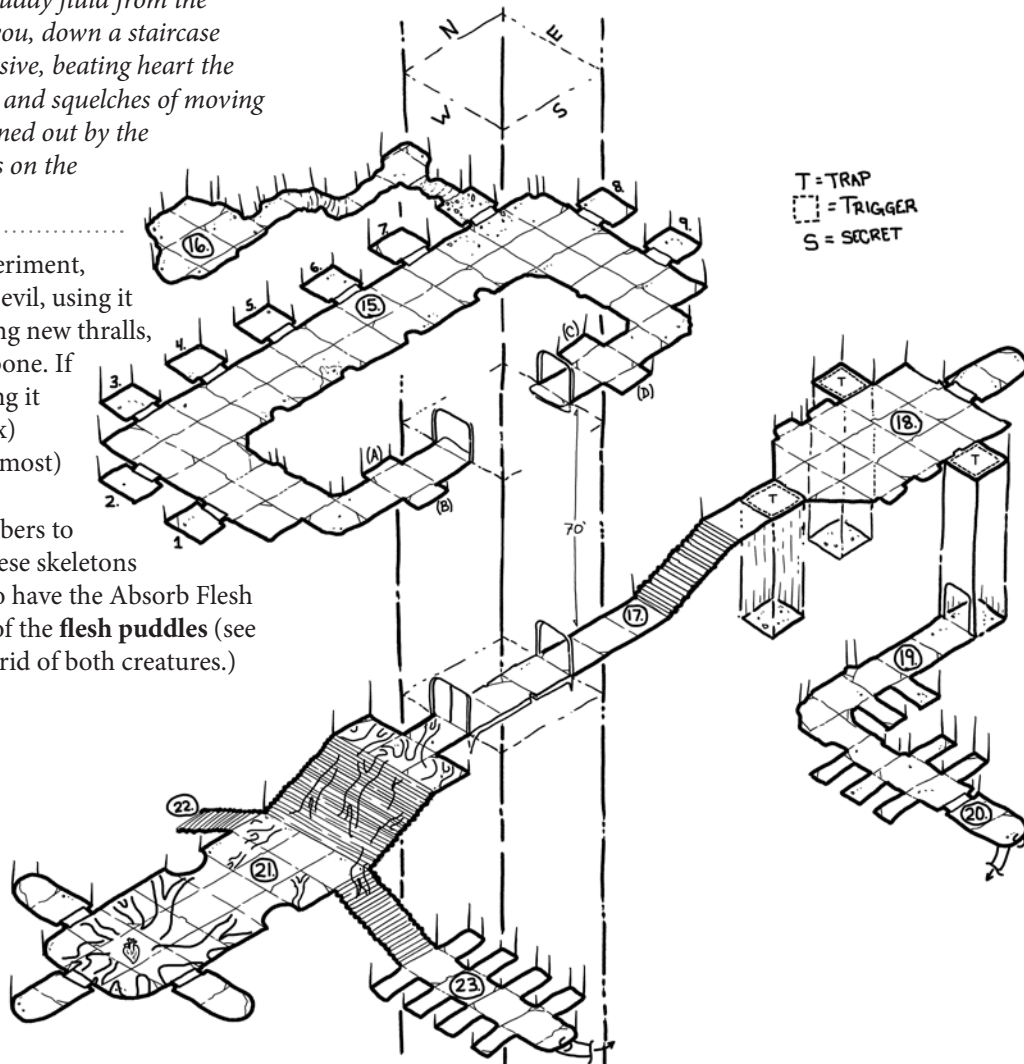 uddy fluid from the
you, down a staircase
sive, beating heart the
and squelches of moving
ned out by the
s on the
eriment,
evil, using it
ng new thralls,
bone. If
ng it
x)
most)
bers to
ese skeletons
o have the Absorb Flesh
of the flesh puddles (see
rid of both creatures.)
N
E
W
S
T = TRAP
= TRIGGER
S = SECRET
16.
7.
8.
9.
6.
15.
5.
4.
3.
2.
1
(A)
(B)
(C)
(D)
70'
T
18.
T
T
17.
19.
20.
22.
21.
23.